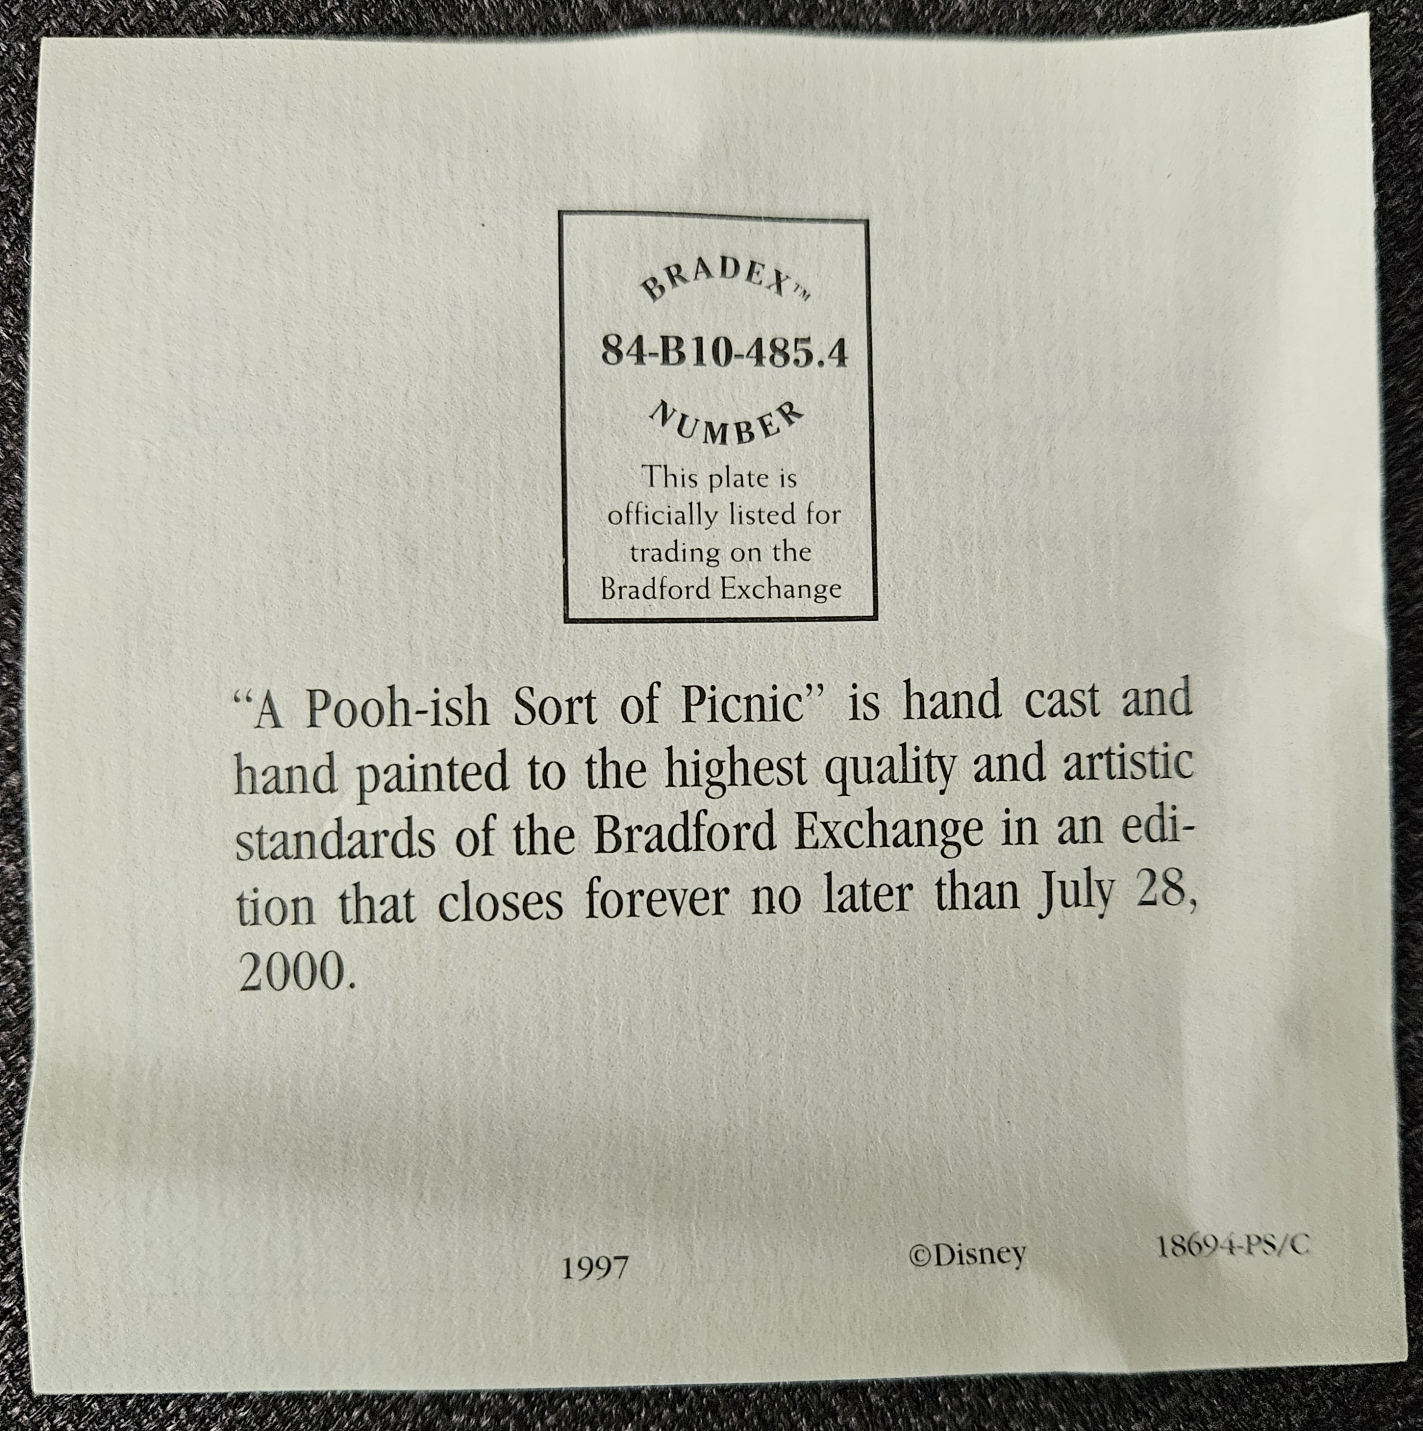 BRADEX™
84-B10-485.4
NUMBER
This plate is
officially listed for
trading on the
Bradford Exchange
“A Pooh-ish Sort of Picnic” is hand cast and
hand painted to the highest quality and artistic
standards of the Bradford Exchange in an edi-
tion that closes forever no later than July 28,
2000.
1997 ©Disney 18694-PS/C